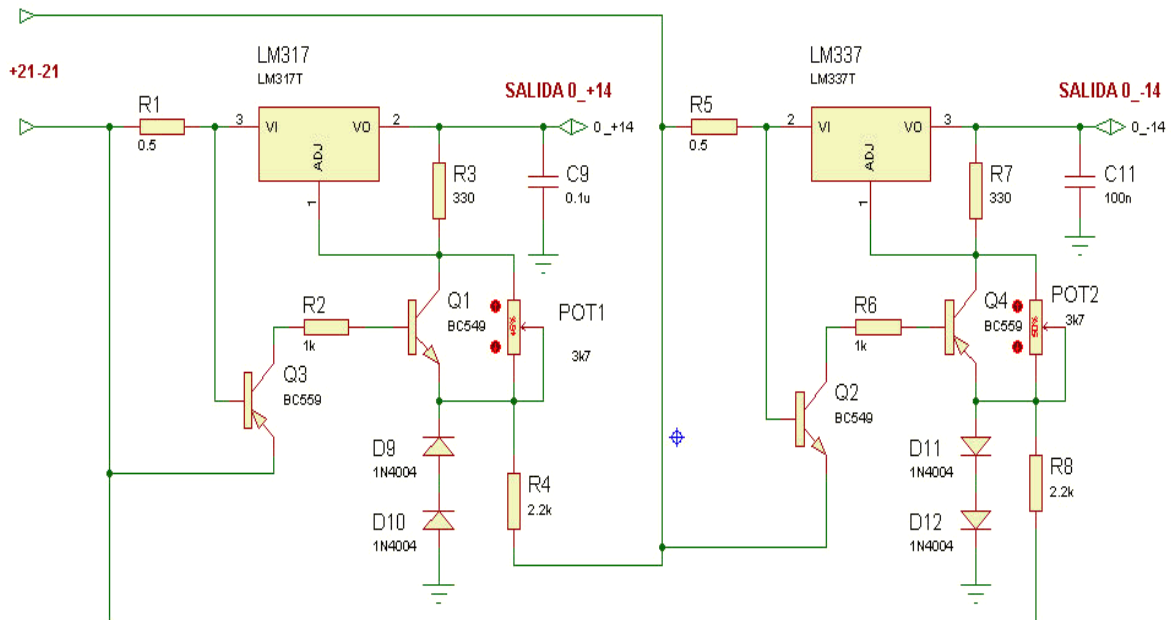 +21-21
LM317
LM317T
SALIDA 0_+14
LM337
LM337T
SALIDA 0_-14
R1
0.5
3
VI
VO
2
ADJ
1
0_+14
R5
0.5
2
VI
VO
3
ADJ
1
0_-14
R3
330
C9
0.1u
R7
330
C11
100n
R2
1k
Q1
BC549
POT1
3k7
R6
1k
Q4
BC559
50%
POT2
3k7
Q3
BC559
Q2
BC549
D9
1N4004
R4
2.2k
D10
1N4004
D11
1N4004
R8
2.2k
D12
1N4004